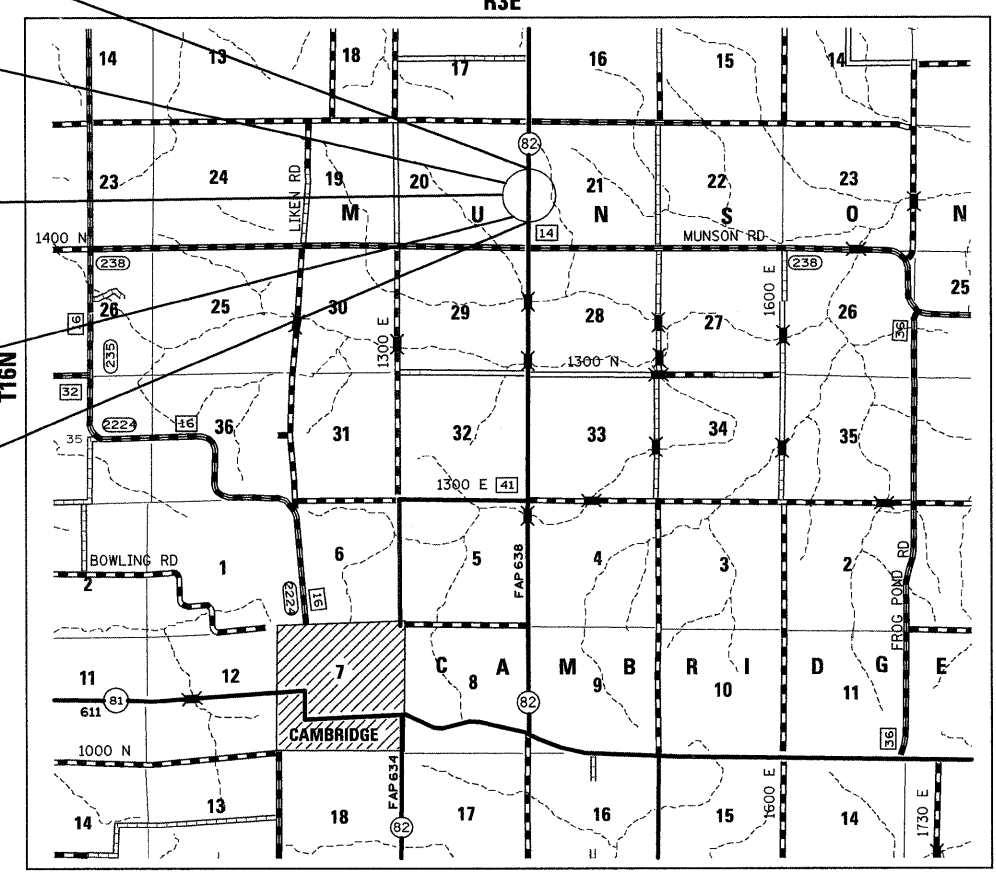 R3E
14 13 18 17 16 15 14
82
23 24 LIKEN RD 19 20 21 22 23
M U N S O N
1400 N 14 MUNSON RD
238 238
26 25 30 29 28 27 1600 E 26 25
16 235 1300 E 36
T16N
1300 N
32
2224 16 36 31 32 33 34 35
35
1300 E 41
BOWLING RD
2 1 6 5 FAP 638 4 3 2 FROG POND RD
2224 16
C A M B R I D G E
11 12 7 8 9 10 11
81 82
611
CAMBRIDGE 36
1000 N
14 13 18 FAP 634 17 16 15 1600 E 14 1730 E
82